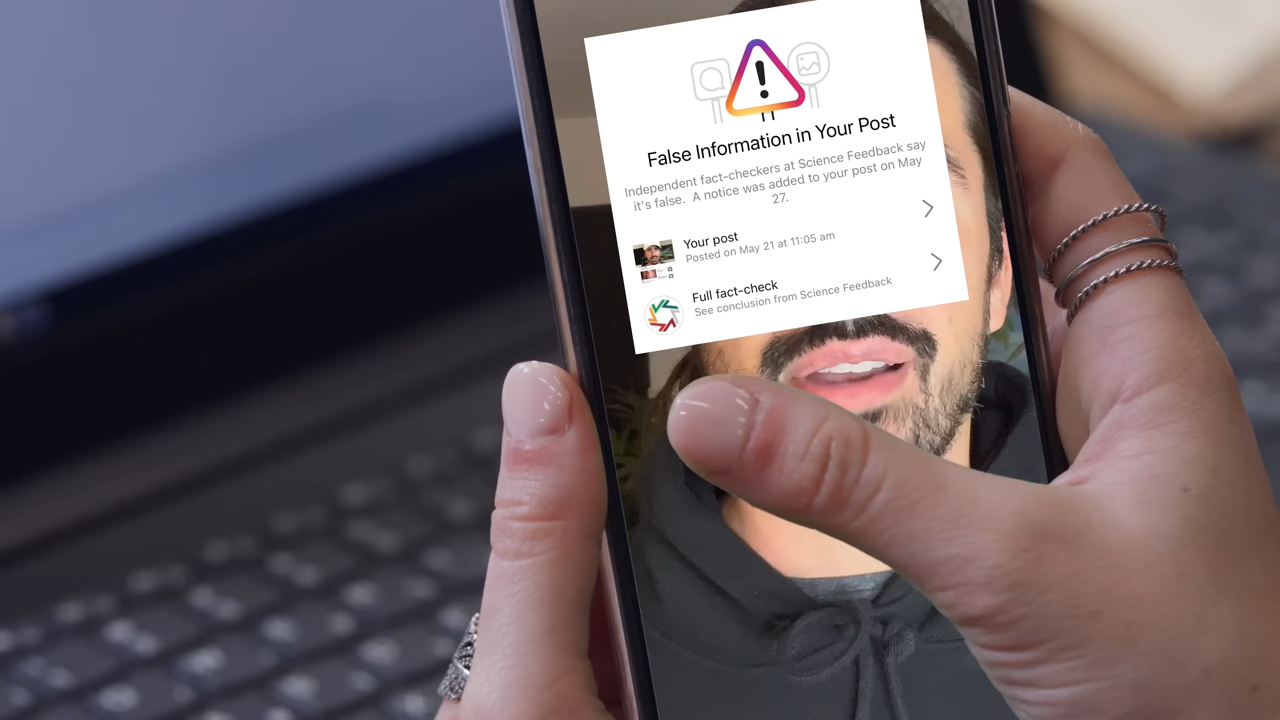 False Information in Your Post
Independent fact-checkers at Science Feedback say
it's false. A notice was added to your post on May
27.
Your post
Posted on May 21 at 11:05 am
Full fact-check
See conclusion from Science Feedback